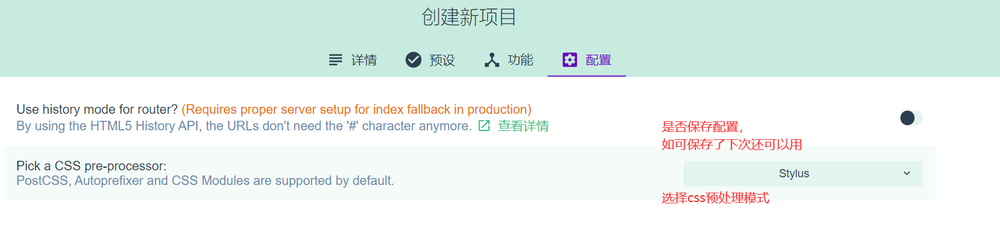 创建新项目
详情 预设 功能 配置
Use history mode for router? (Requires proper server setup for index fallback in production)
By using the HTML5 History API, the URLs don't need the '#' character anymore. 查看详情
是否保存配置,
如可保存了下次还可以用
Pick a CSS pre-processor:
PostCSS, Autoprefixer and CSS Modules are supported by default.
Stylus
选择css预处理模式